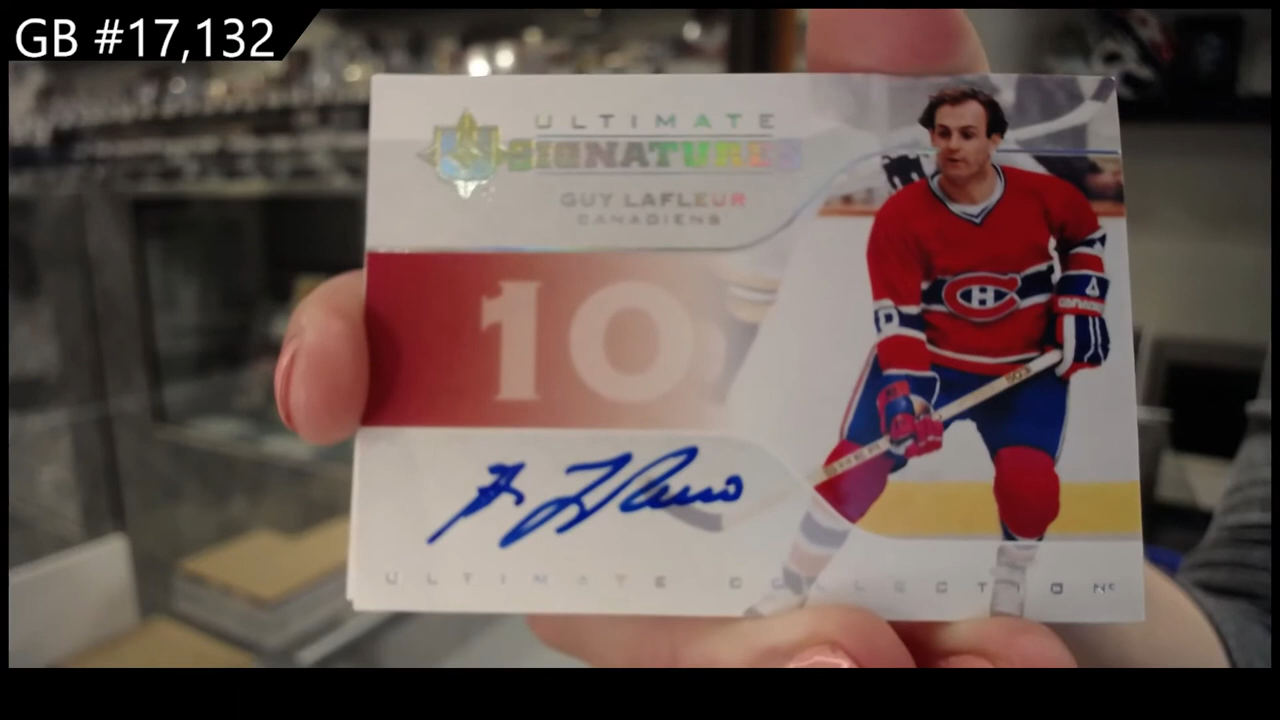 GB #17,132
ULTIMATE
SIGNATURES
GUY LAFLEUR
CANADIENS
10
ULTIMATE COLLECTION